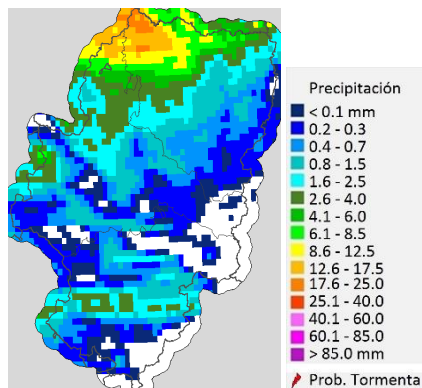 Precipitación
< 0.1 mm
0.2 - 0.3
0.4 - 0.7
0.8 - 1.5
1.6 - 2.5
2.6 - 4.0
4.1 - 6.0
6.1 - 8.5
8.6 - 12.5
12.6 - 17.5
17.6 - 25.0
25.1 - 40.0
40.1 - 60.0
60.1 - 85.0
> 85.0 mm
Prob. Tormenta